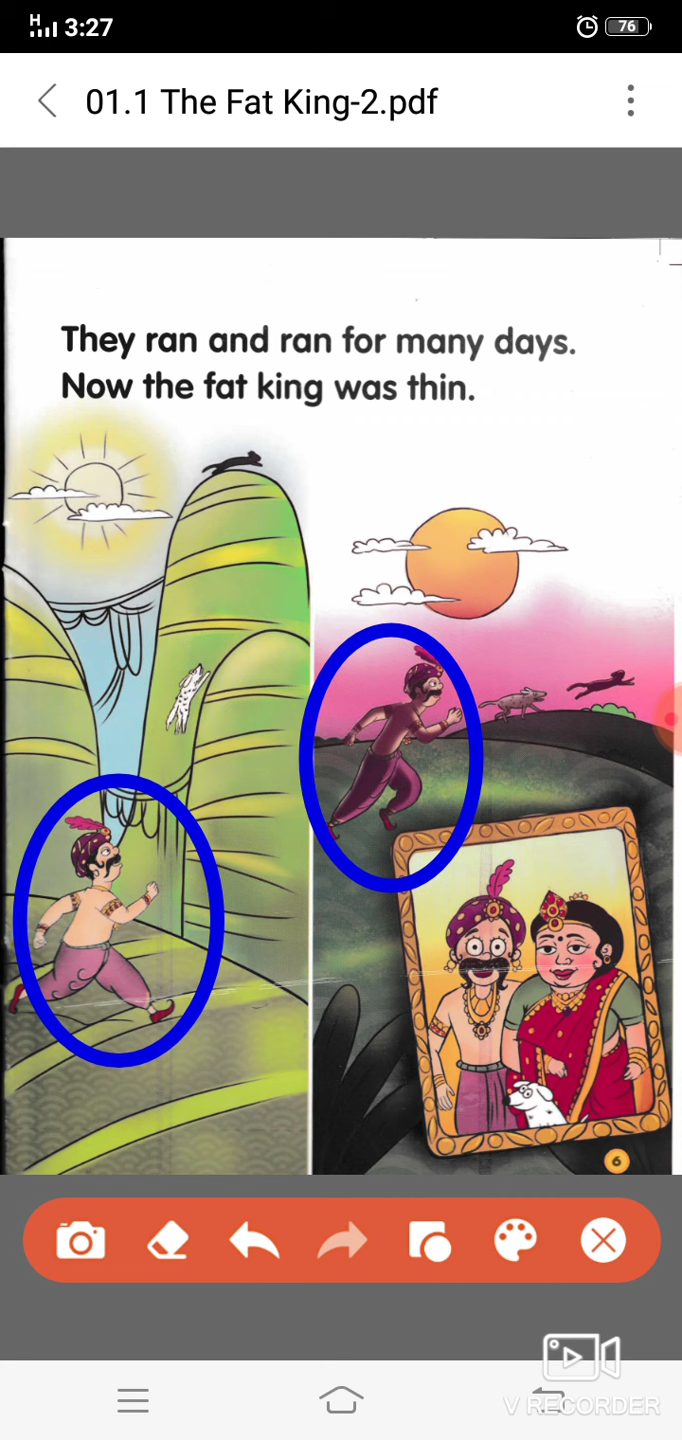 H 3:27 76
01.1 The Fat King-2.pdf
They ran and ran for many days.
Now the fat king was thin.
6
V RECORDER